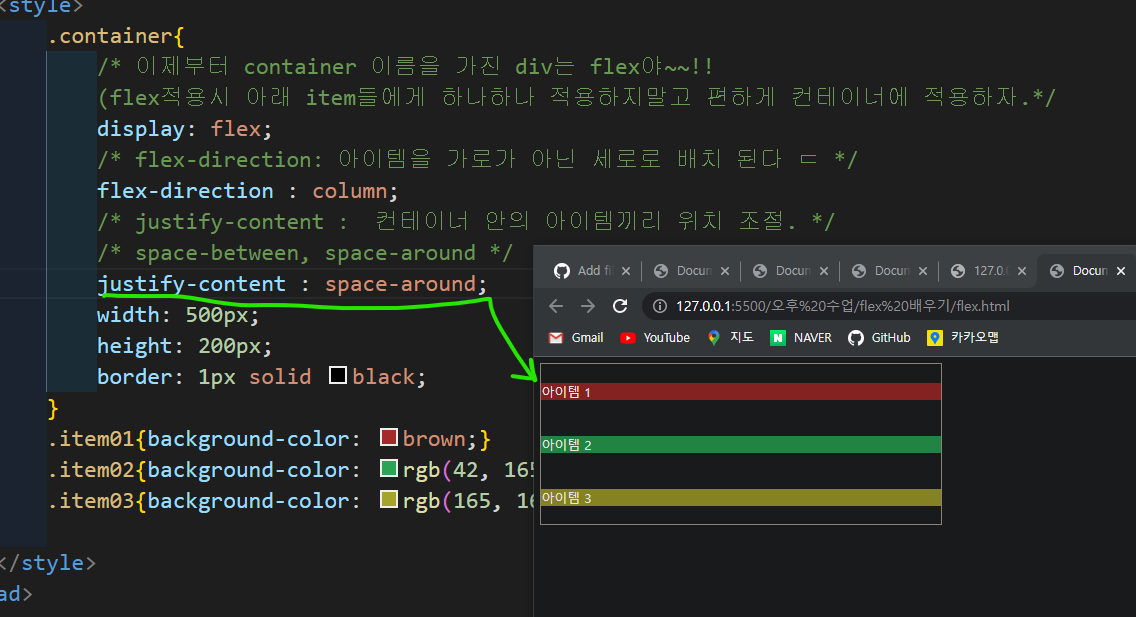 <style>
.container{
/* 이제부터 container 이름을 가진 div는 flex야~~!!
(flex적용시 아래 item들에게 하나하나 적용하지말고 편하게 컨테이너에 적용하자.*/
display: flex;
/* flex-direction: 아이템을 가로가 아닌 세로로 배치 된다 ㄷ */
flex-direction : column;
/* justify-content :  컨테이너 안의 아이템끼리 위치 조절. */
/* space-between, space-around */
justify-content : space-around;
width: 500px;
height: 200px;
border: 1px solid black;
}
.item01{background-color: brown;}
.item02{background-color: rgb(42, 165
.item03{background-color: rgb(165, 16
</style>
ad>
Add fi Docum Docum Docum 127.0. Docum
127.0.0.1:5500/오후%20수업/flex%20배우기/flex.html
Gmail YouTube 지도 NAVER GitHub 카카오맵
아이템 1
아이템 2
아이템 3